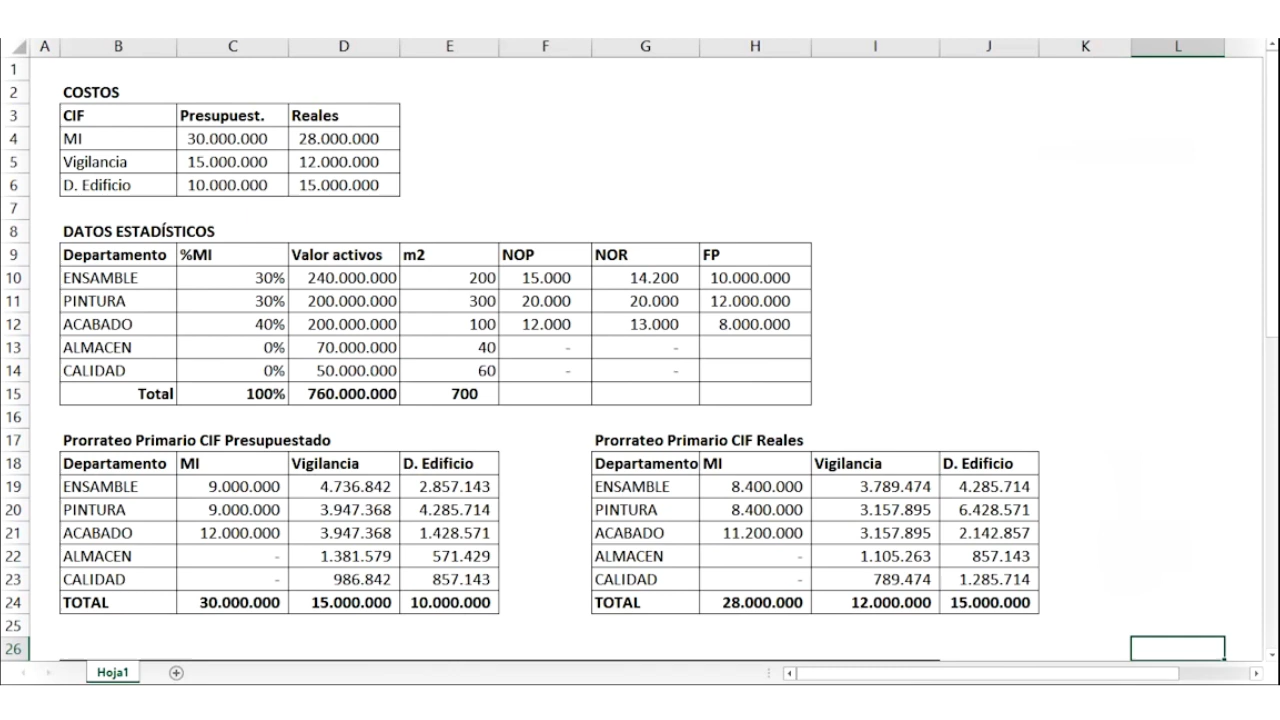 A B C D E F G H I J K L
1
2 COSTOS
3 CIF Presupuest. Reales
4 MI 30.000.000 28.000.000
5 Vigilancia 15.000.000 12.000.000
6 D. Edificio 10.000.000 15.000.000
7
8 DATOS ESTADÍSTICOS
9 Departamento %MI Valor activos m2 NOP NOR FP
10 ENSAMBLE 30% 240.000.000 200 15.000 14.200 10.000.000
11 PINTURA 30% 200.000.000 300 20.000 20.000 12.000.000
12 ACABADO 40% 200.000.000 100 12.000 13.000 8.000.000
13 ALMACEN 0% 70.000.000 40 - -
14 CALIDAD 0% 50.000.000 60 - -
15 Total 100% 760.000.000 700
16
17 Prorrateo Primario CIF Presupuestado Prorrateo Primario CIF Reales
18 Departamento MI Vigilancia D. Edificio Departamento MI Vigilancia D. Edificio
19 ENSAMBLE 9.000.000 4.736.842 2.857.143 ENSAMBLE 8.400.000 3.789.474 4.285.714
20 PINTURA 9.000.000 3.947.368 4.285.714 PINTURA 8.400.000 3.157.895 6.428.571
21 ACABADO 12.000.000 3.947.368 1.428.571 ACABADO 11.200.000 3.157.895 2.142.857
22 ALMACEN - 1.381.579 571.429 ALMACEN - 1.105.263 857.143
23 CALIDAD - 986.842 857.143 CALIDAD - 789.474 1.285.714
24 TOTAL 30.000.000 15.000.000 10.000.000 TOTAL 28.000.000 12.000.000 15.000.000
25
26
Hoja1